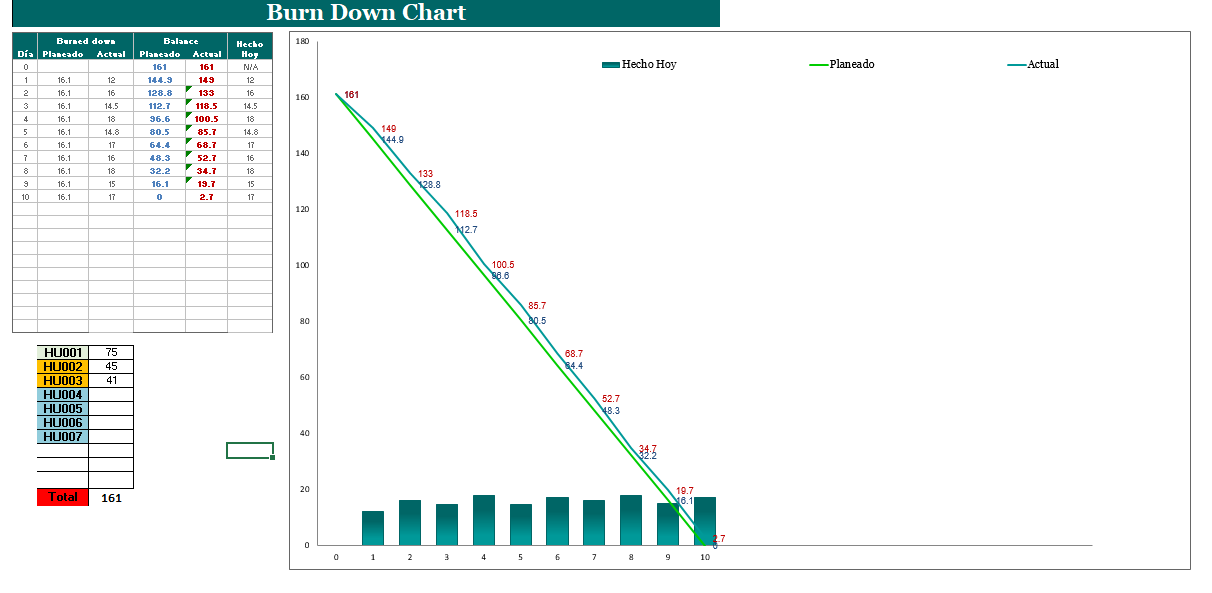 Burn Down Chart
Burned down Balance Hecho
Día Planeado Actual Planeado Actual Hoy
0 161 161 N/A
1 16.1 12 144.9 149 12
2 16.1 16 128.8 133 16
3 16.1 14.5 112.7 118.5 14.5
4 16.1 18 96.6 100.5 18
5 16.1 14.8 80.5 85.7 14.8
6 16.1 17 64.4 68.7 17
7 16.1 16 48.3 52.7 16
8 16.1 18 32.2 34.7 18
9 16.1 15 16.1 19.7 15
10 16.1 17 0 2.7 17
HU001 75
HU002 45
HU003 41
HU004
HU005
HU006
HU007
Total 161
Hecho Hoy Planeado Actual
180
160
140
120
100
80
60
40
20
0
161
149
144.9
133
128.8
118.5
112.7
100.5
96.6
85.7
80.5
68.7
64.4
52.7
48.3
34.7
32.2
19.7
16.1
2.7
0
0 1 2 3 4 5 6 7 8 9 10